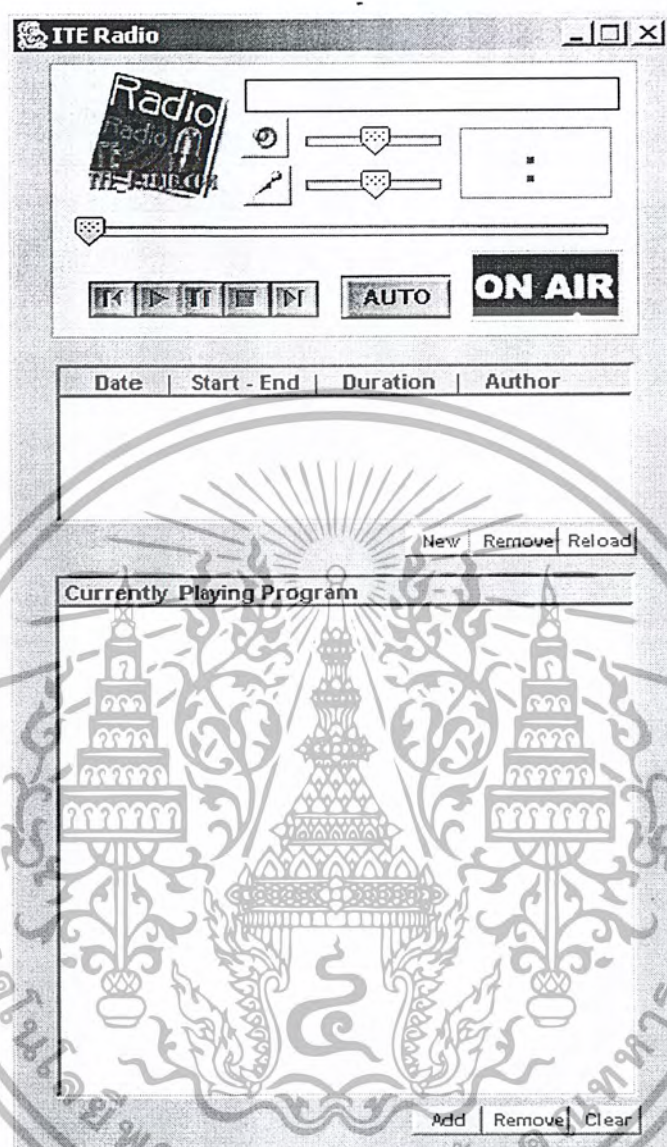 ITE Radio
Radio
Radio
AUTO
ON AIR
Date | Start - End | Duration | Author
New Remove Reload
Currently Playing Program
Add Remove Clear